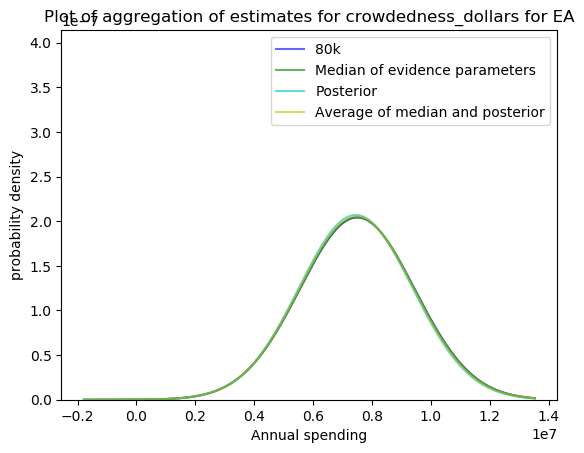 Plot of aggregation of estimates for crowdedness_dollars for EA
1e−7
80k
Median of evidence parameters
Posterior
Average of median and posterior
probability density
4.0
3.5
3.0
2.5
2.0
1.5
1.0
0.5
0.0
−0.2 0.0 0.2 0.4 0.6 0.8 1.0 1.2 1.4
1e7
Annual spending